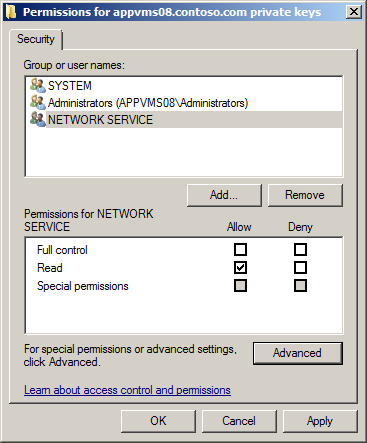 Permissions for appvms08.contoso.com private keys
Security
Group or user names:
SYSTEM
Administrators (APPVMS08\Administrators)
NETWORK SERVICE
Add...
Remove
Permissions for NETWORK
SERVICE
Allow
Deny
Full control
Read
Special permissions
For special permissions or advanced settings,
click Advanced.
Advanced
Learn about access control and permissions
OK
Cancel
Apply